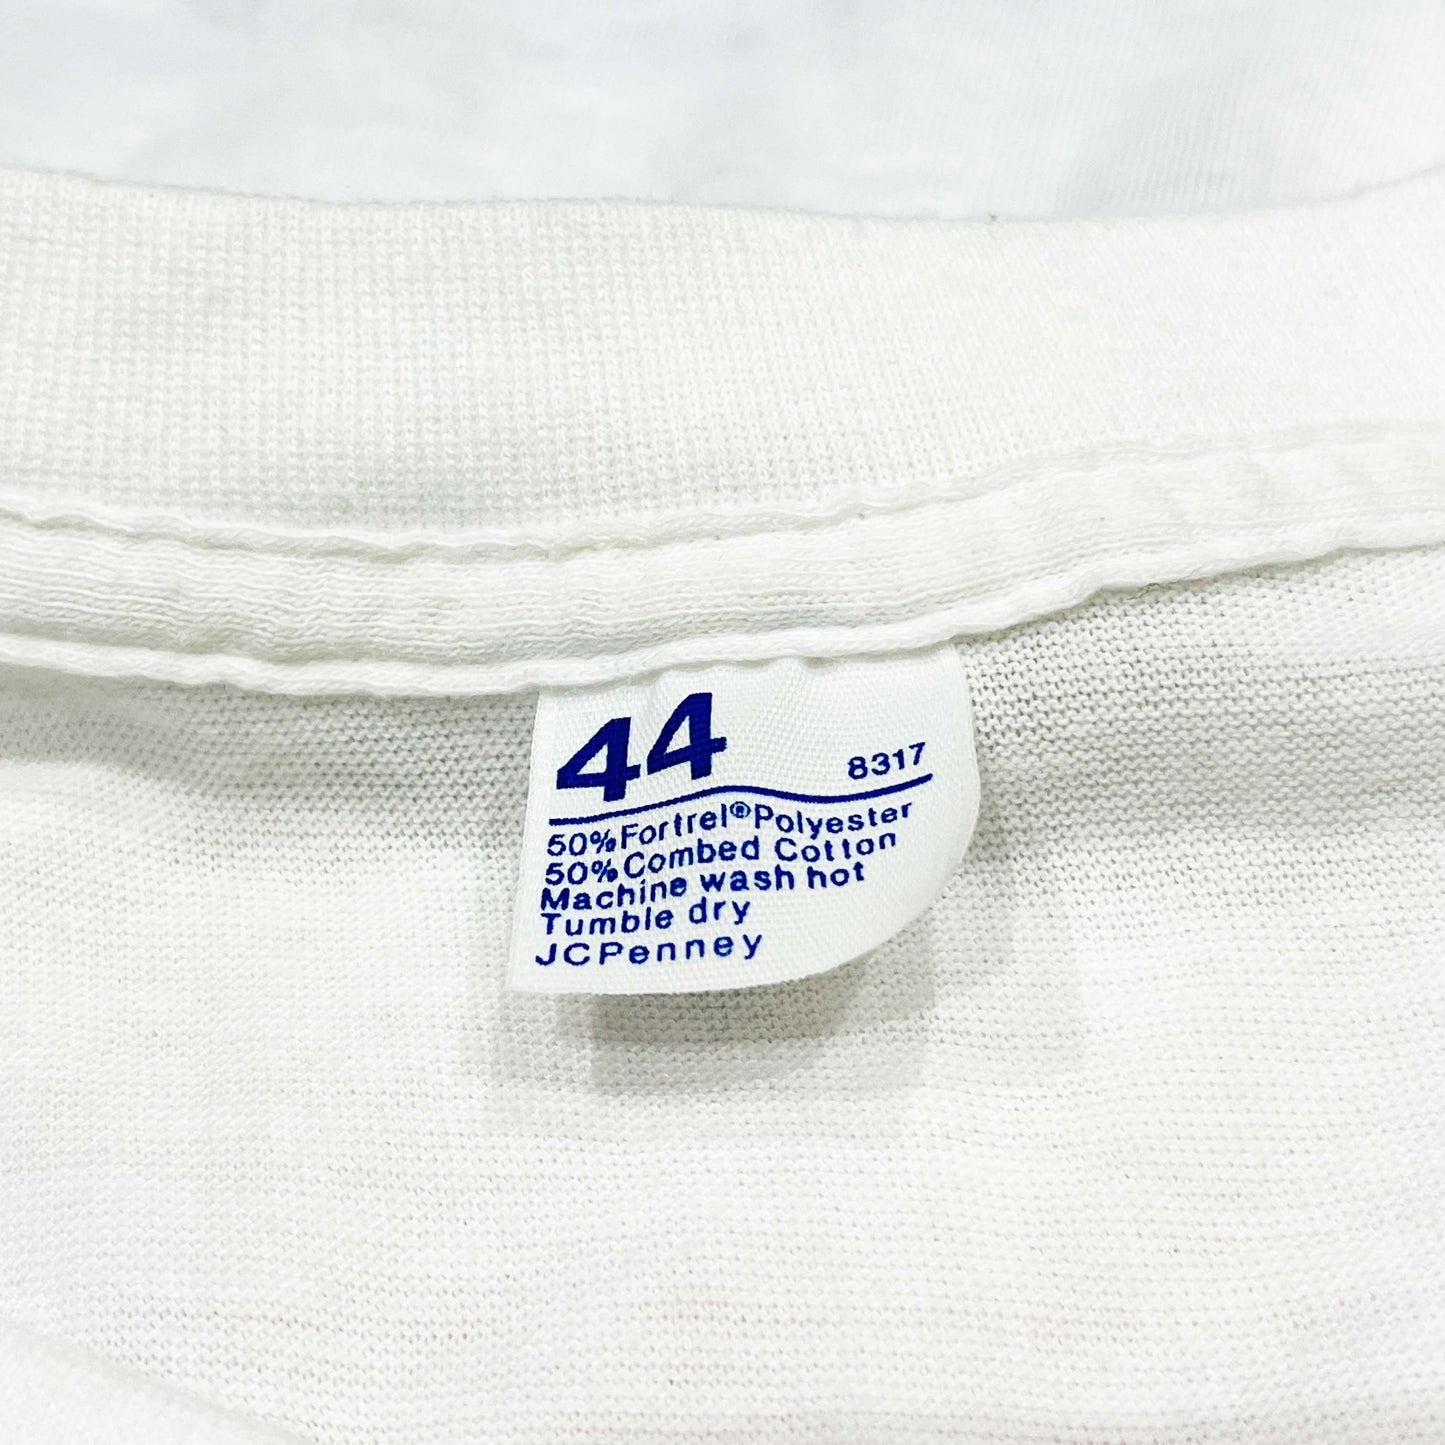 44 8317
50% Fortrel® Polyester
50% Combed Cotton
Machine wash hot
Tumble dry
JCPenney